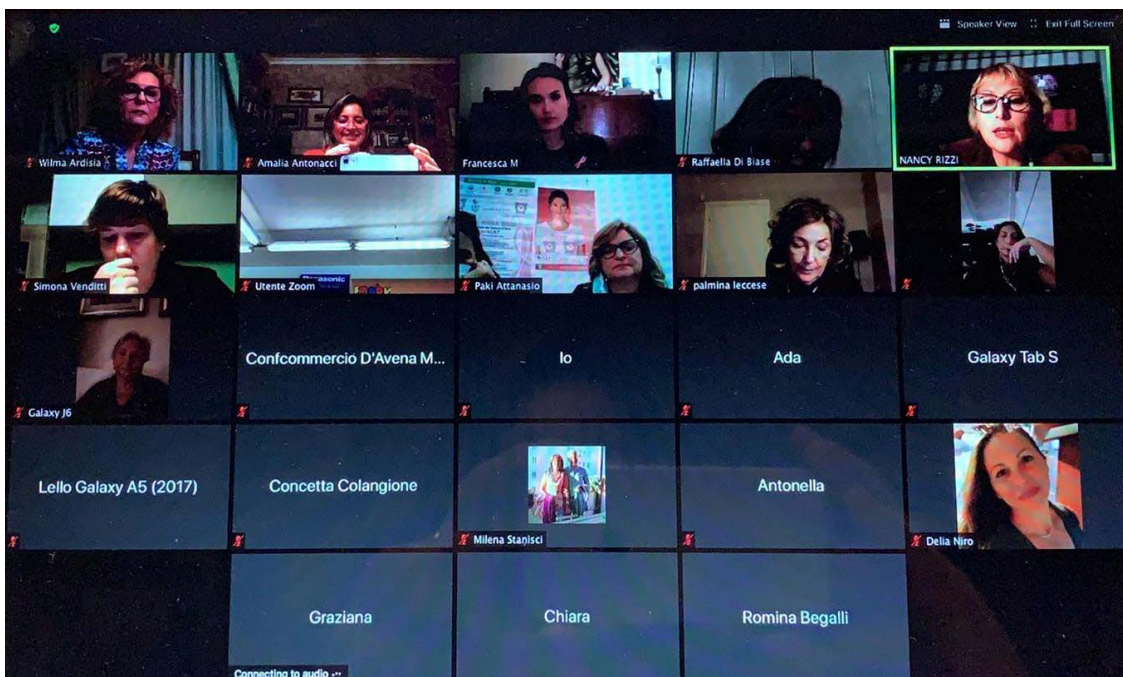 Speaker View
Exit Full Screen
Wilma Ardisia
Amalia Antonacci
Francesca M
Raffaella Di Biase
NANCY RIZZI
Simona Venditti
Utente Zoom
Panasonic
Paki Attanasio
palmina leccese
Galaxy J6
Confcommercio D'Avena M...
Io
Ada
Galaxy Tab S
Lello Galaxy A5 (2017)
Concetta Colangione
Milena Stanisci
Antonella
Delia Niro
Graziana
Connecting to audio
Chiara
Romina Begalli